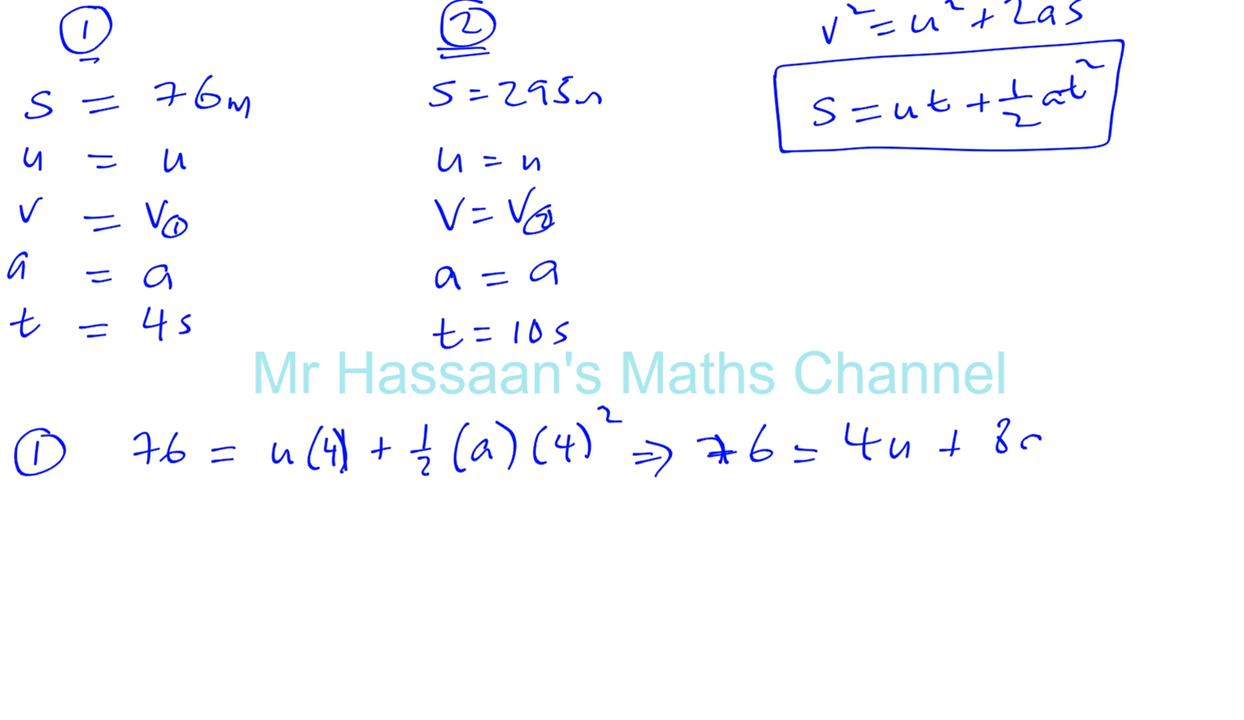 ① ② v² = u² + 2as
s = 76m s = 295m s = ut + ½at²
u = u u = u
v = v① v = v②
a = a a = a
t = 4s t = 10s
Mr Hassaan's Maths Channel
① 76 = u(4) + ½(a)(4)² ⇒ 76 = 4u + 8